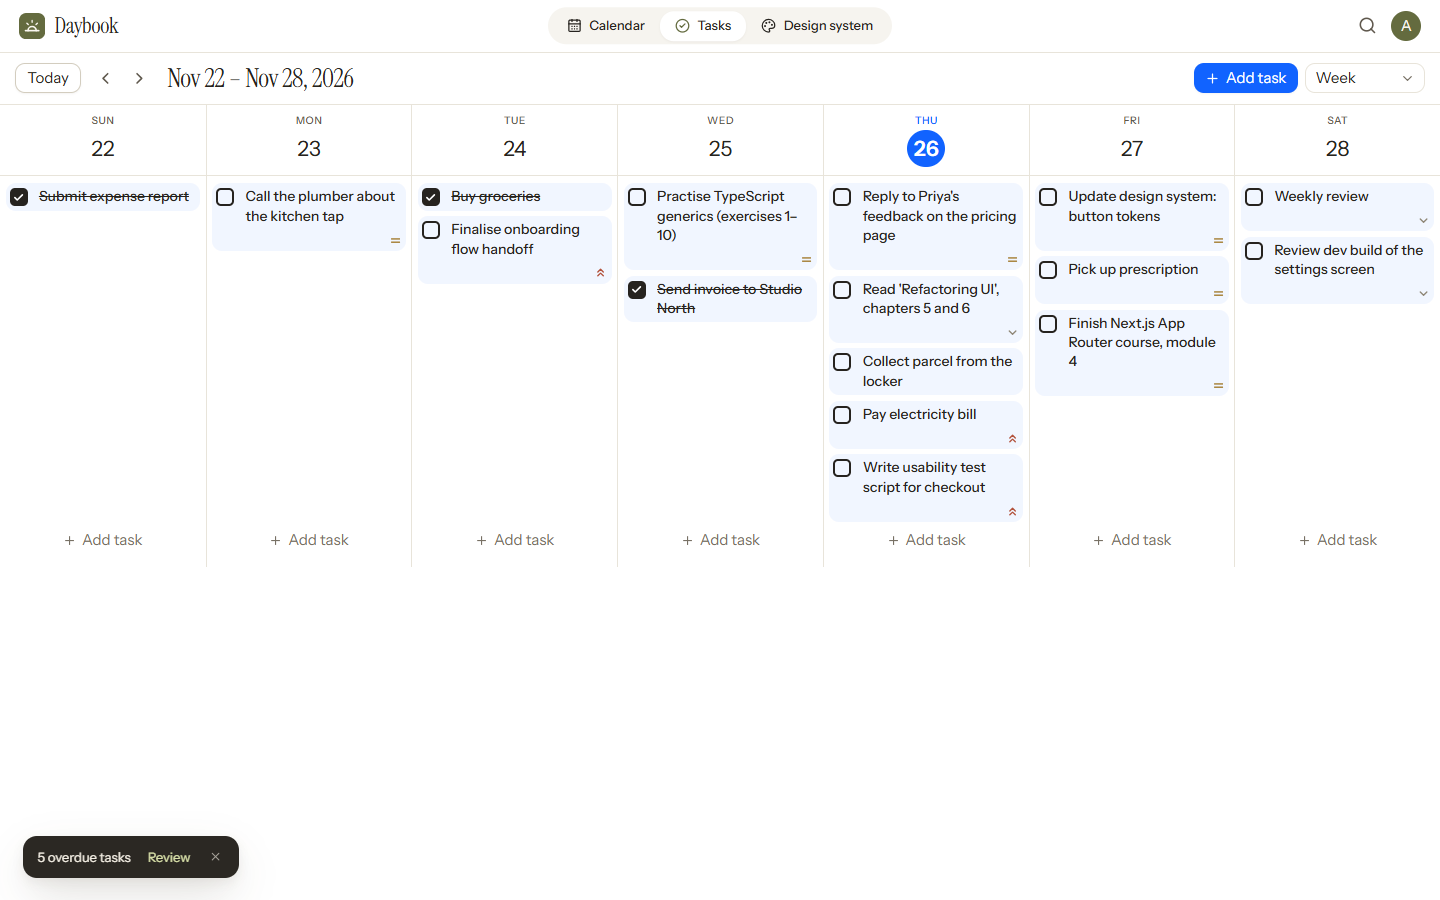 Daybook
Calendar
Tasks
Design system
A
Today
Nov 22 – Nov 28, 2026
Add task
Week
SUN
22
MON
23
TUE
24
WED
25
THU
26
FRI
27
SAT
28
Submit expense report
Call the plumber about
the kitchen tap
Buy groceries
Finalise onboarding
flow handoff
Practise TypeScript
generics (exercises 1–
10)
Send invoice to Studio
North
Reply to Priya's
feedback on the pricing
page
Read 'Refactoring UI',
chapters 5 and 6
Collect parcel from the
locker
Pay electricity bill
Write usability test
script for checkout
Update design system:
button tokens
Pick up prescription
Finish Next.js App
Router course, module
4
Weekly review
Review dev build of the
settings screen
Add task
Add task
Add task
Add task
Add task
Add task
Add task
5 overdue tasks
Review